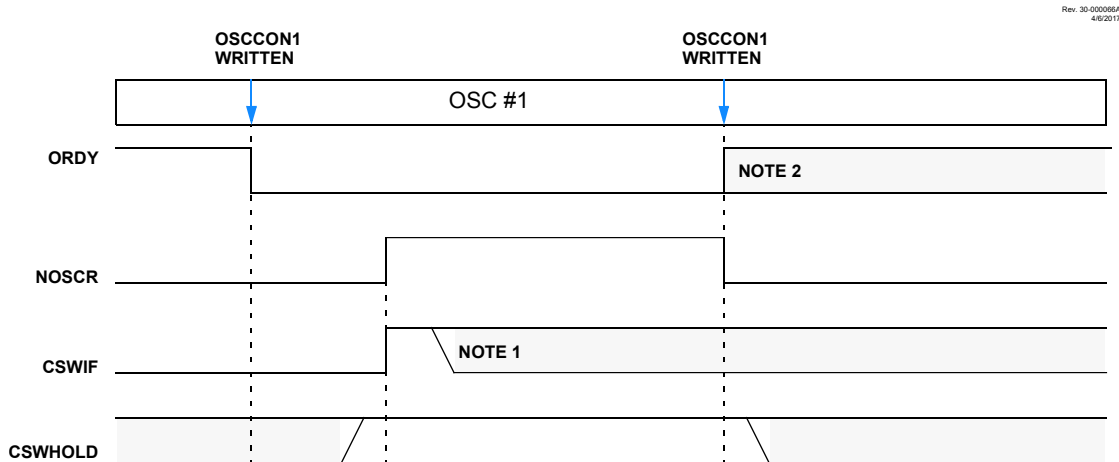 Rev. 30-000066A
4/6/2017
OSCCON1
WRITTEN
OSCCON1
WRITTEN
OSC #1
ORDY
NOTE 2
NOSCR
CSWIF
NOTE 1
CSWHOLD